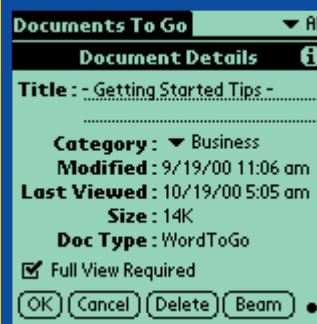 Documents To Go
Document Details
Title : - Getting Started Tips -
Category : Business
Modified : 9/19/00 11:06 am
Last Viewed : 10/19/00 5:05 am
Size : 14K
Doc Type : WordToGo
Full View Required
OK Cancel Delete Beam